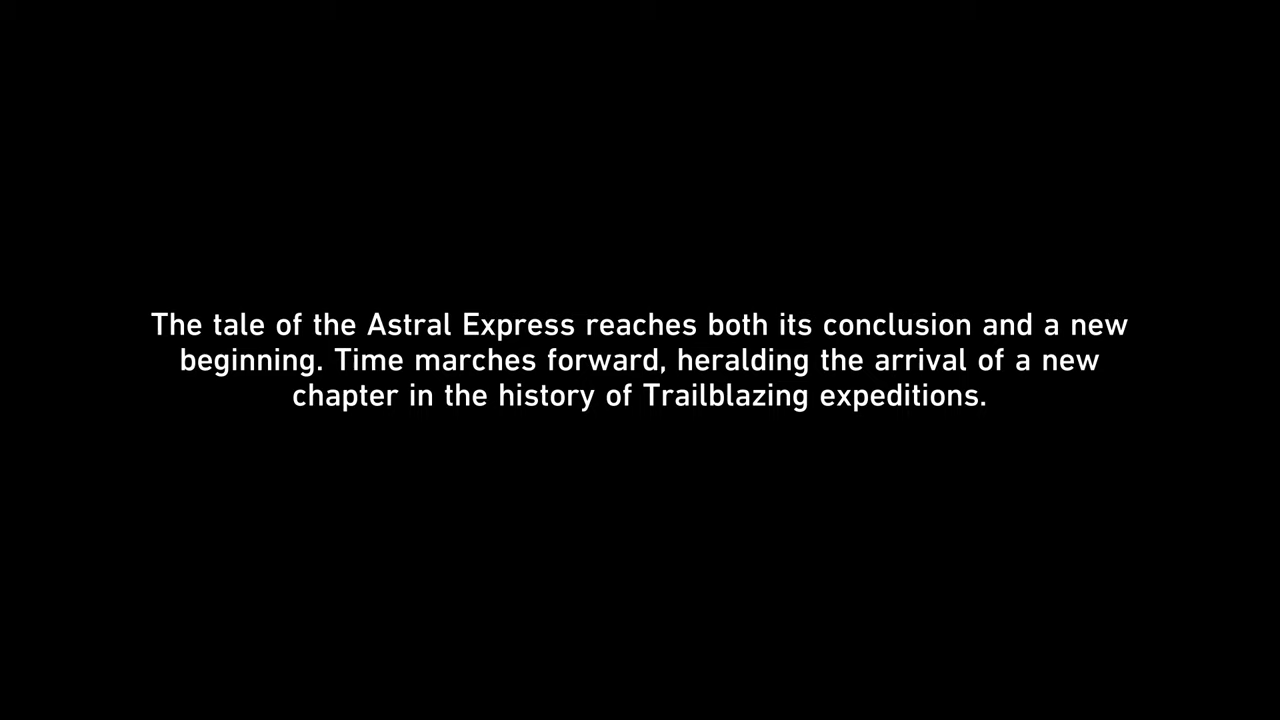 The tale of the Astral Express reaches both its conclusion and a new
beginning. Time marches forward, heralding the arrival of a new
chapter in the history of Trailblazing expeditions.